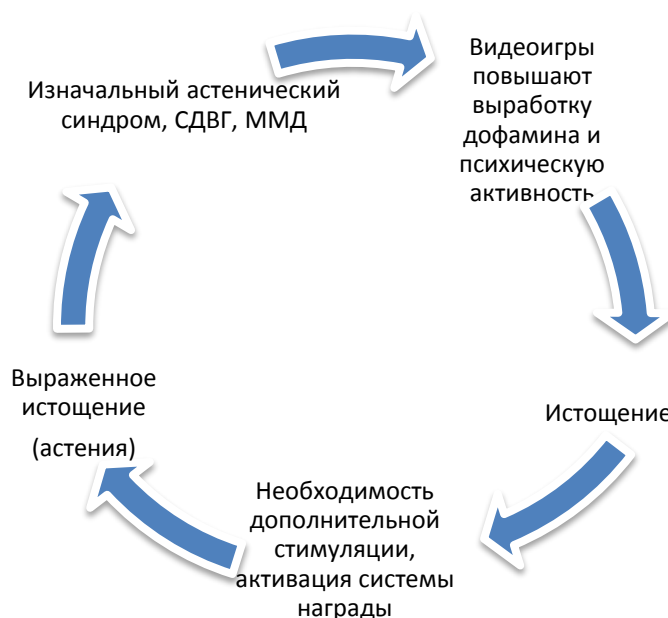 Изначальный астенический
синдром, СДВГ, ММД
Видеоигры
повышают
выработку
дофамина и
психическую
активность
Истощение
Необходимость
дополнительной
стимуляции,
активация системы
награды
Выраженное
истощение
(астения)